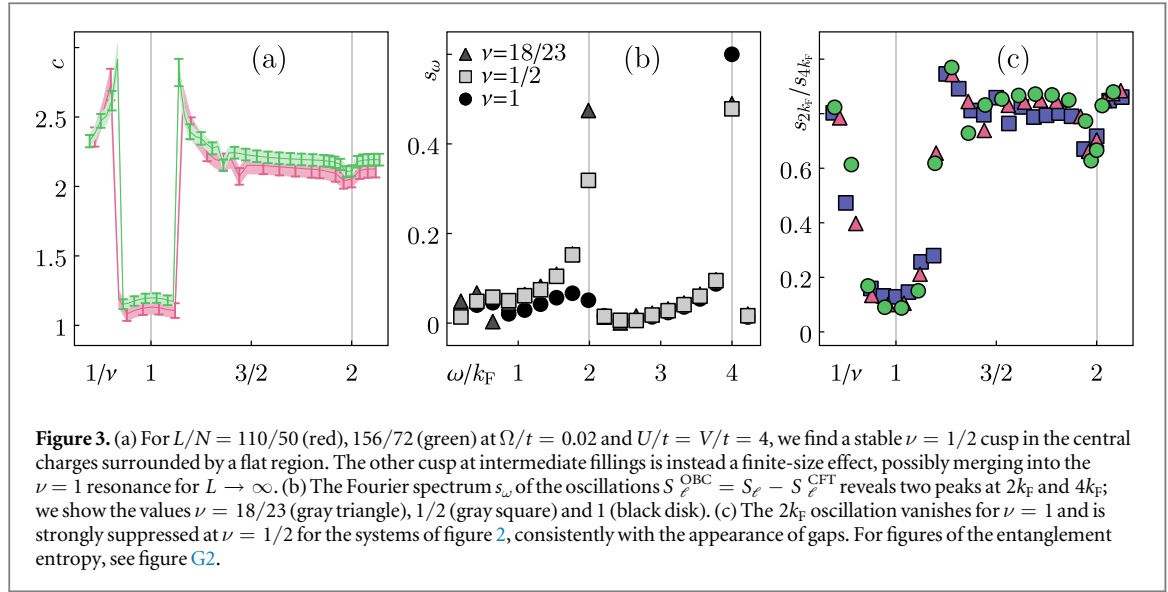 (a)
c
2.5
2
1.5
1
1/ν 1 3/2 2
(b)
s_ω
ν=18/23
ν=1/2
ν=1
0.4
0.2
0
ω/k_F 1 2 3 4
(c)
s_{2k_F}/s_{4k_F}
0.8
0.6
0.4
0.2
0
1/ν 1 3/2 2
Figure 3. (a) For L/N = 110/50 (red), 156/72 (green) at Ω/t = 0.02 and U/t = V/t = 4, we find a stable ν = 1/2 cusp in the central
charges surrounded by a flat region. The other cusp at intermediate fillings is instead a finite-size effect, possibly merging into the
ν = 1 resonance for L → ∞. (b) The Fourier spectrum s_ω of the oscillations S_ℓ^OBC = S_ℓ − S_ℓ^CFT reveals two peaks at 2k_F and 4k_F;
we show the values ν = 18/23 (gray triangle), 1/2 (gray square) and 1 (black disk). (c) The 2k_F oscillation vanishes for ν = 1 and is
strongly suppressed at ν = 1/2 for the systems of figure 2, consistently with the appearance of gaps. For figures of the entanglement
entropy, see figure G2.